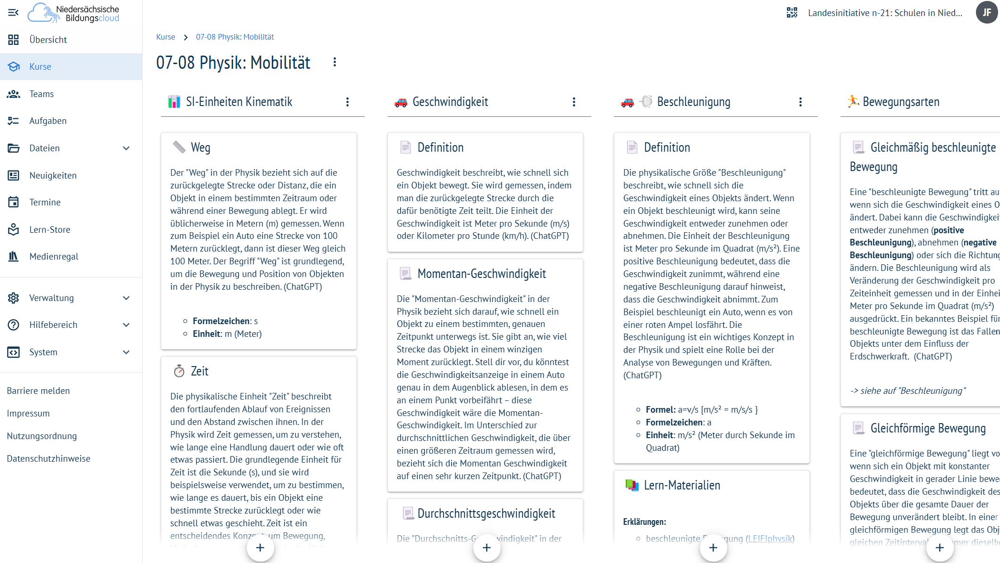 Niedersächsische
Bildungscloud
Landesinitiative n-21: Schulen in Nied...
JF
Übersicht
Kurse
Teams
Aufgaben
Dateien
Neuigkeiten
Termine
Lern-Store
Medienregal
Verwaltung
Hilfebereich
System
Barriere melden
Impressum
Nutzungsordnung
Datenschutzhinweise
Kurse
07-08 Physik: Mobilität
07-08 Physik: Mobilität
SI-Einheiten Kinematik
Weg
Der "Weg" in der Physik bezieht sich auf die
zurückgelegte Strecke oder Distanz, die ein
Objekt in einem bestimmten Zeitraum oder
während einer Bewegung ablegt. Er wird
üblicherweise in Metern (m) gemessen. Wenn
zum Beispiel ein Auto eine Strecke von 100
Metern zurücklegt, dann ist dieser Weg gleich
100 Meter. Der Begriff "Weg" ist grundlegend,
um die Bewegung und Position von Objekten
in der Physik zu beschreiben. (ChatGPT)
Formelzeichen: s
Einheit: m (Meter)
Zeit
Die physikalische Einheit "Zeit" beschreibt
den fortlaufenden Ablauf von Ereignissen
und den Abstand zwischen ihnen. In der
Physik wird Zeit gemessen, um zu verstehen,
wie lange eine Handlung dauert oder wie oft
etwas passiert. Die grundlegende Einheit für
Zeit ist die Sekunde (s), und sie wird
beispielsweise verwendet, um zu bestimmen,
wie lange es dauert, bis ein Objekt eine
bestimmte Strecke zurücklegt oder wie
schnell etwas geschieht. Zeit ist ein
entscheidendes um Bewegung,
Geschwindigkeit
Definition
Geschwindigkeit beschreibt, wie schnell sich
ein Objekt bewegt. Sie wird gemessen, indem
man die zurückgelegte Strecke durch die
dafür benötigte Zeit teilt. Die Einheit der
Geschwindigkeit ist Meter pro Sekunde (m/s)
oder Kilometer pro Stunde (km/h). (ChatGPT)
Momentan-Geschwindigkeit
Die "Momentan-Geschwindigkeit" in der
Physik bezieht sich darauf, wie schnell ein
Objekt zu einem bestimmten, genauen
Zeitpunkt unterwegs ist. Sie gibt an, wie viel
Strecke das Objekt in einem winzigen
Moment zurücklegt. Stell dir vor, du könntest
die Geschwindigkeitsanzeige in einem Auto
genau in dem Augenblick ablesen, in dem es
an einem Punkt vorbeifährt – diese
Geschwindigkeit wäre die Momentan-
Geschwindigkeit. Im Unterschied zur
durchschnittlichen Geschwindigkeit, die über
einen größeren Zeitraum gemessen wird,
bezieht sich die Momentan Geschwindigkeit
auf einen sehr kurzen Zeitpunkt. (ChatGPT)
Durchschnittsgeschwindigkeit
Die "Durchschnitts-Geschwindigkeit" in der
Beschleunigung
Definition
Die physikalische Größe "Beschleunigung"
beschreibt, wie schnell sich die
Geschwindigkeit eines Objekts ändert. Wenn
ein Objekt beschleunigt wird, kann seine
Geschwindigkeit entweder zunehmen oder
abnehmen. Die Einheit der Beschleunigung
ist Meter pro Sekunde im Quadrat (m/s²). Eine
positive Beschleunigung bedeutet, dass die
Geschwindigkeit zunimmt, während eine
negative Beschleunigung darauf hinweist,
dass die Geschwindigkeit abnimmt. Zum
Beispiel beschleunigt ein Auto, wenn es von
einer roten Ampel losfährt. Die
Beschleunigung ist ein wichtiges Konzept in
der Physik und spielt eine Rolle bei der
Analyse von Bewegungen und Kräften.
(ChatGPT)
Formel: a=v/s [m/s² = m/s/s }
Formelzeichen: a
Einheit: m/s² (Meter durch Sekunde im
Quadrat)
Lern-Materialien
Erklärungen:
beschleunigte Bewegung (LEIFIphysik)
Bewegungsarten
Gleichmäßig beschleunigte
Bewegung
Eine "beschleunigte Bewegung" tritt
wenn sich die Geschwindigkeit eines
ändert. Dabei kann die Geschwindigkeit
entweder zunehmen (positive
Beschleunigung), abnehmen (negative
Beschleunigung) oder sich die Richtung
ändern. Die Beschleunigung wird als
Veränderung der Geschwindigkeit pro
Zeiteinheit gemessen und in der
Meter pro Sekunde im Quadrat (m/s²)
ausgedrückt. Ein bekanntes Beispiel für
beschleunigte Bewegung ist das Fallen
Objekts unter dem Einfluss der
Erdschwerkraft. (ChatGPT)
-> siehe auf "Beschleunigung"
Gleichförmige Bewegung
Eine "gleichförmige Bewegung" liegt
wenn sich ein Objekt mit konstanter
Geschwindigkeit in gerader Linie
bedeutet, dass die Geschwindigkeit des
Objekts über die gesamte Dauer der
Bewegung unverändert bleibt. In einer
gleichförmigen Bewegung legt das
gleichen